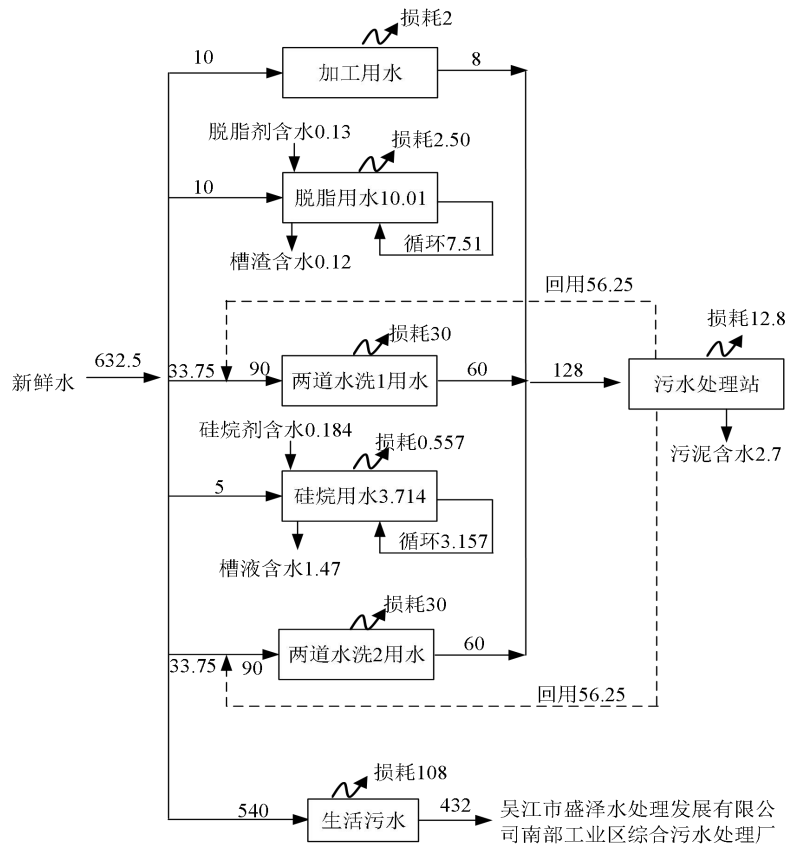 损耗2
10
加工用水
8
脱脂剂含水0.13
损耗2.50
10
脱脂用水10.01
循环7.51
槽渣含水0.12
回用56.25
损耗12.8
损耗30
632.5
新鲜水
33.75
90
两道水洗1用水
60
128
污水处理站
硅烷剂含水0.184
损耗0.557
污泥含水2.7
5
硅烷用水3.714
循环3.157
槽液含水1.47
损耗30
33.75
90
两道水洗2用水
60
回用56.25
损耗108
540
生活污水
432
吴江市盛泽水处理发展有限公
司南部工业区综合污水处理厂